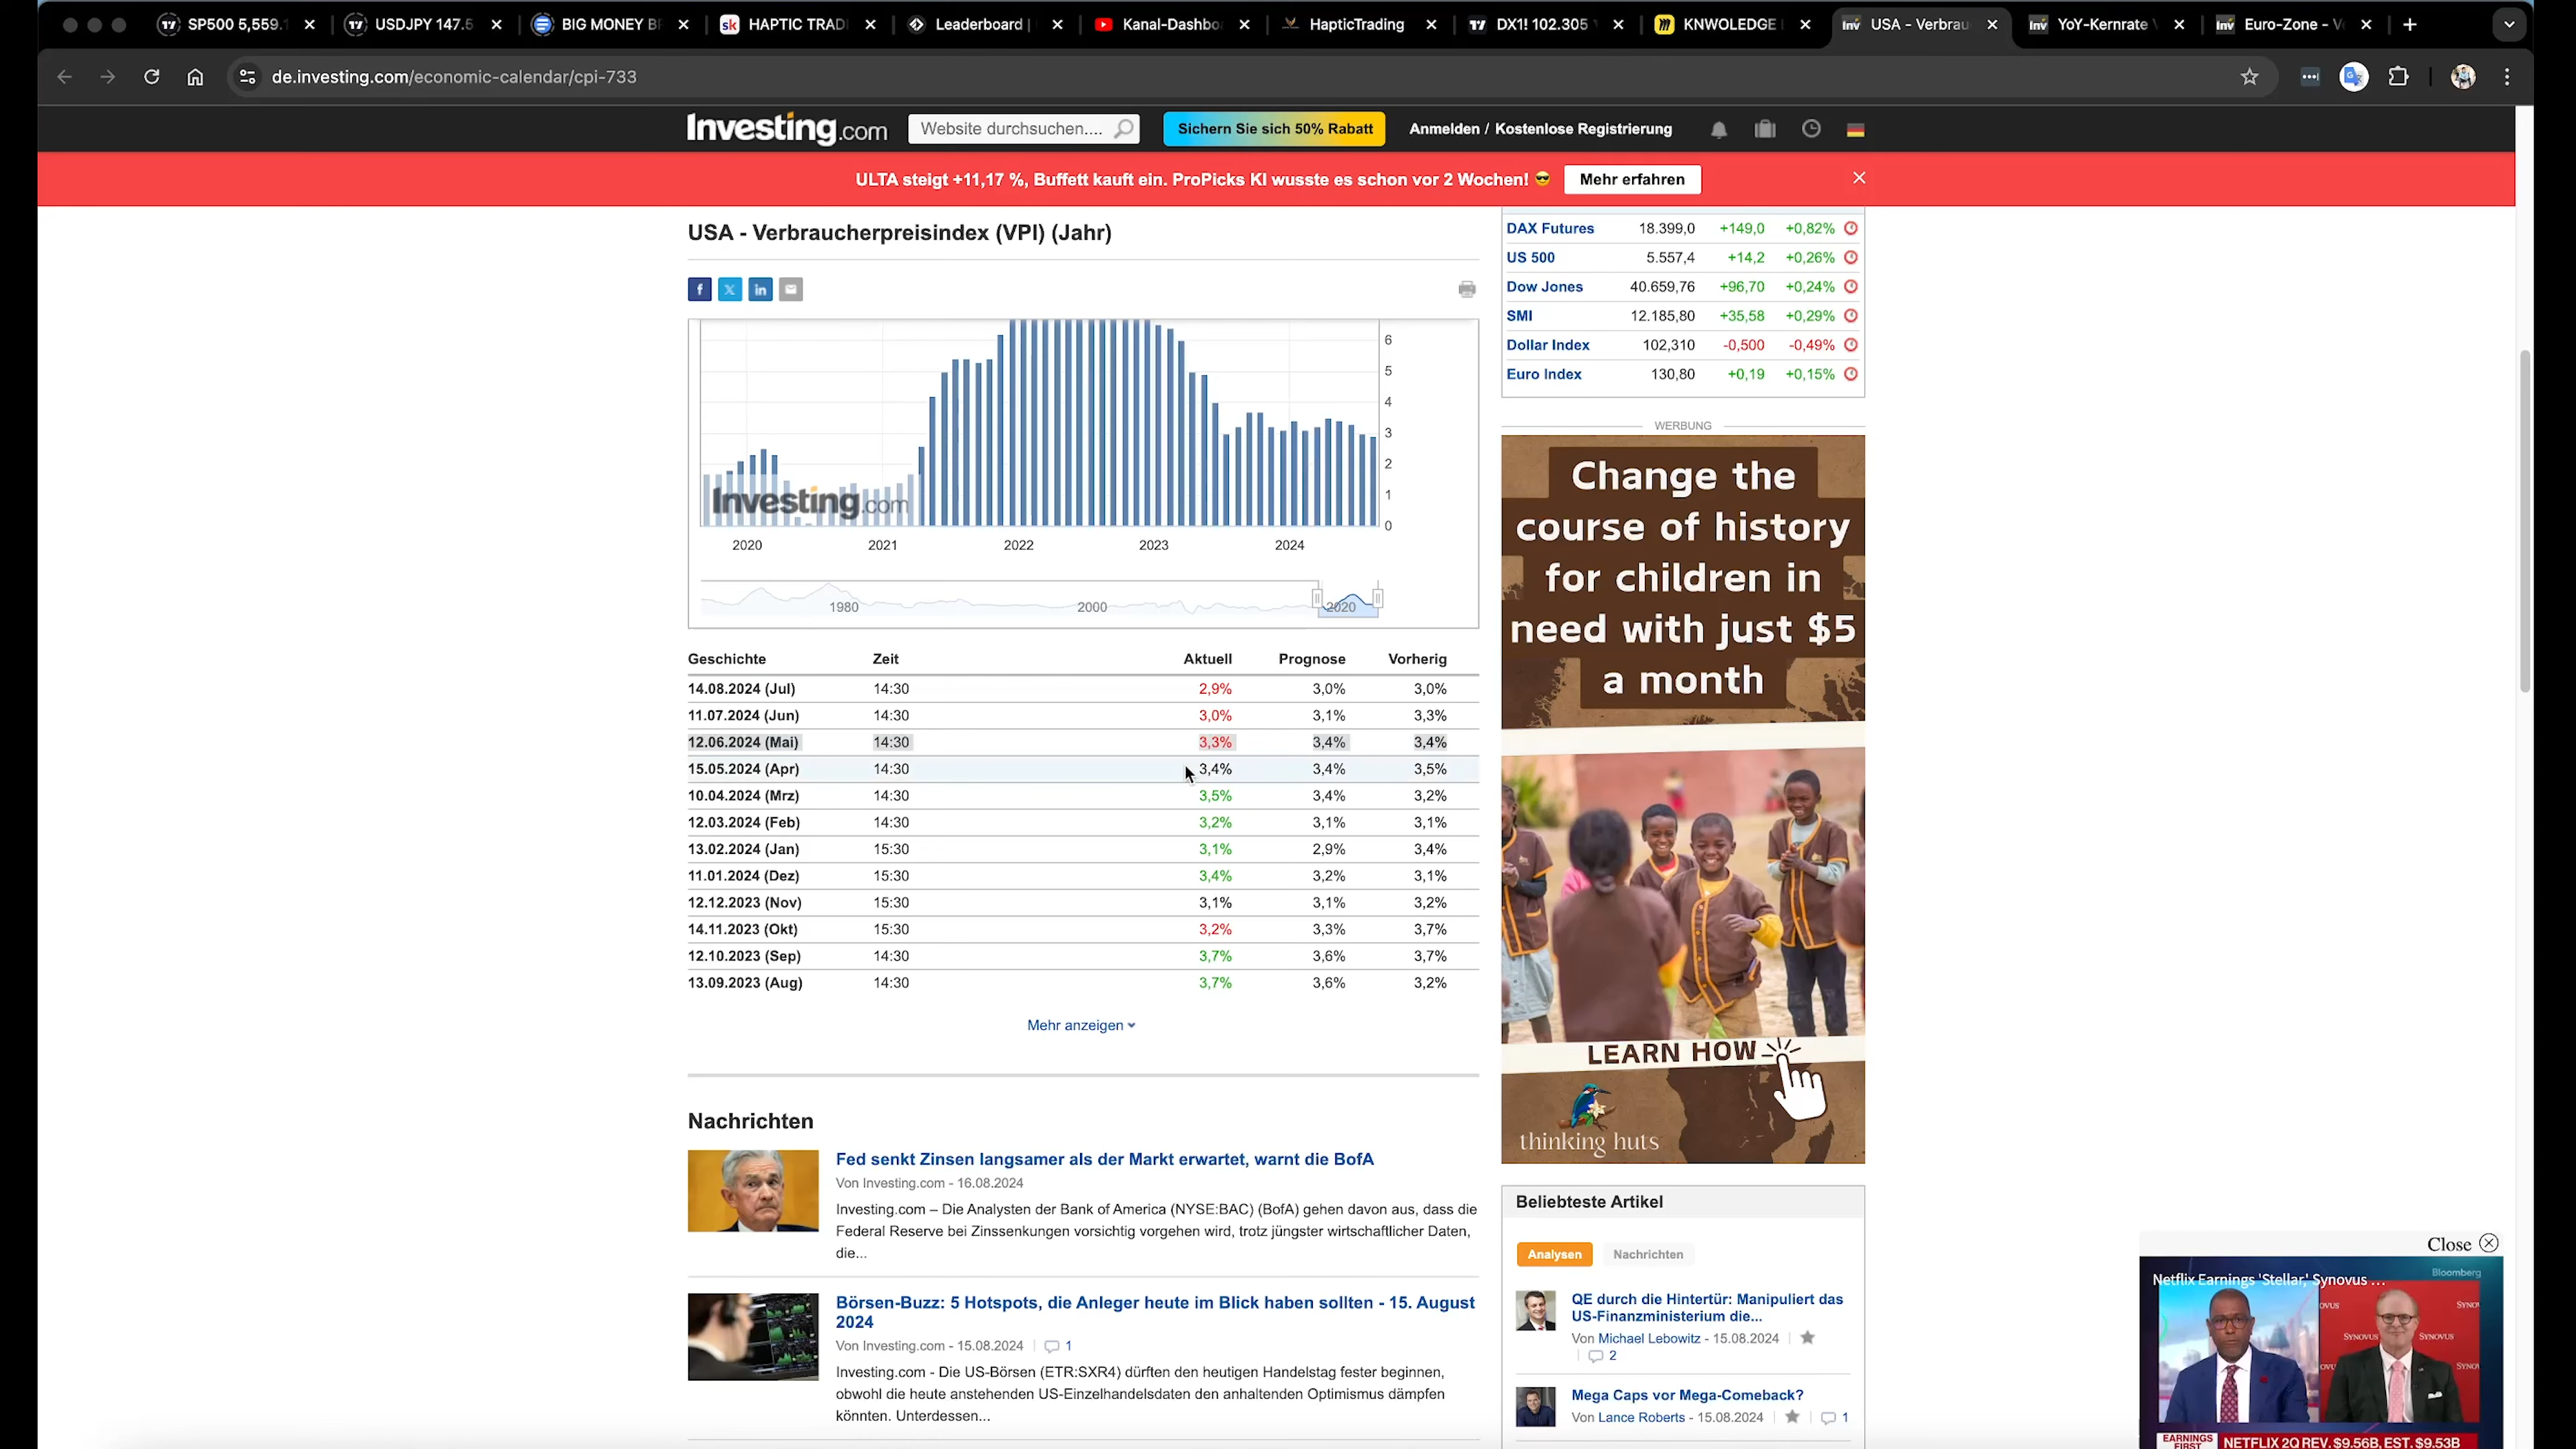 SP500 5,559.
USDJPY 147.5
BIG MONEY B
HAPTIC TRAD
Leaderboard |
Kanal-Dashbo
HapticTrading
DX1! 102.305
KNWOLEDGE
USA - Verbrau
YoY-Kernrate
Euro-Zone - V
de.investing.com/economic-calendar/cpi-733
Investing.com
Website durchsuchen....
Sichern Sie sich 50% Rabatt
Anmelden / Kostenlose Registrierung
ULTA steigt +11,17 %, Buffett kauft ein. ProPicks KI wusste es schon vor 2 Wochen! 😎
Mehr erfahren
USA - Verbraucherpreisindex (VPI) (Jahr)
6
5
4
3
2
1
0
Investing.com
2020 2021 2022 2023 2024
1980 2000 2020
Geschichte Zeit Aktuell Prognose Vorherig
14.08.2024 (Jul) 14:30 2,9% 3,0% 3,0%
11.07.2024 (Jun) 14:30 3,0% 3,1% 3,3%
12.06.2024 (Mai) 14:30 3,3% 3,4% 3,4%
15.05.2024 (Apr) 14:30 3,4% 3,4% 3,5%
10.04.2024 (Mrz) 14:30 3,5% 3,4% 3,2%
12.03.2024 (Feb) 14:30 3,2% 3,1% 3,1%
13.02.2024 (Jan) 15:30 3,1% 2,9% 3,4%
11.01.2024 (Dez) 15:30 3,4% 3,2% 3,1%
12.12.2023 (Nov) 15:30 3,1% 3,1% 3,2%
14.11.2023 (Okt) 15:30 3,2% 3,3% 3,7%
12.10.2023 (Sep) 14:30 3,7% 3,6% 3,7%
13.09.2023 (Aug) 14:30 3,7% 3,6% 3,2%
Mehr anzeigen
Nachrichten
Fed senkt Zinsen langsamer als der Markt erwartet, warnt die BofA
Von Investing.com - 16.08.2024
Investing.com – Die Analysten der Bank of America (NYSE:BAC) (BofA) gehen davon aus, dass die
Federal Reserve bei Zinssenkungen vorsichtig vorgehen wird, trotz jüngster wirtschaftlicher Daten,
die...
Börsen-Buzz: 5 Hotspots, die Anleger heute im Blick haben sollten - 15. August
2024
Von Investing.com - 15.08.2024 | 1
Investing.com - Die US-Börsen (ETR:SXR4) dürften den heutigen Handelstag fester beginnen,
obwohl die heute anstehenden US-Einzelhandelsdaten den anhaltenden Optimismus dämpfen
könnten. Unterdessen...
DAX Futures 18.399,0 +149,0 +0,82%
US 500 5.557,4 +14,2 +0,26%
Dow Jones 40.659,76 +96,70 +0,24%
SMI 12.185,80 +35,58 +0,29%
Dollar Index 102,310 -0,500 -0,49%
Euro Index 130,80 +0,19 +0,15%
WERBUNG
Change the
course of history
for children in
need with just $5
a month
LEARN HOW
thinking huts
Beliebteste Artikel
Analysen
Nachrichten
QE durch die Hintertür: Manipuliert das
US-Finanzministerium die...
Von Michael Lebowitz - 15.08.2024 |
| 2
Mega Caps vor Mega-Comeback?
Von Lance Roberts - 15.08.2024 | | 1
Close
Netflix Earnings 'Stellar,' Synovus ...
Bloomberg
SYNOVUS
SYNOVUS
EARNINGS
FIRST
NETFLIX 2Q REV. $9.56B, EST. $9.53B